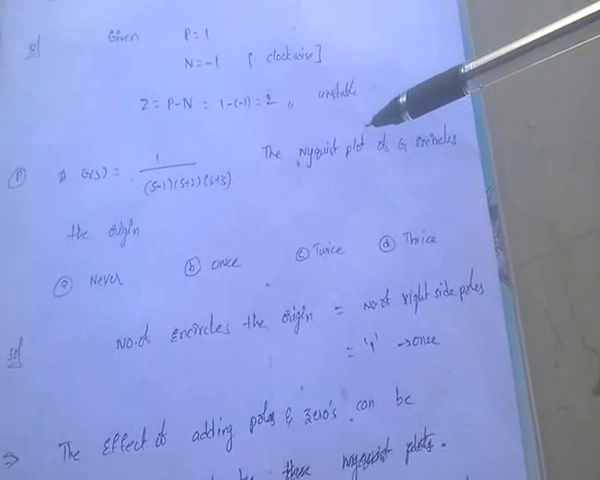 Given P=1
N=-1 [clockwise]
Z = P-N = 1-(-1) = 2 ,, unstable
① G(s) = 1/((s-1)(s+2)(s+3)) The Nyquist plot of G encircles
the origin
ⓐ Never ⓑ once ⓒ Twice ⓓ Thrice
Sol No.of encircles the origin = No.of right side poles
= '1' → once
⇒ The Effect of adding poles & zero's can be
these nyquist plots.